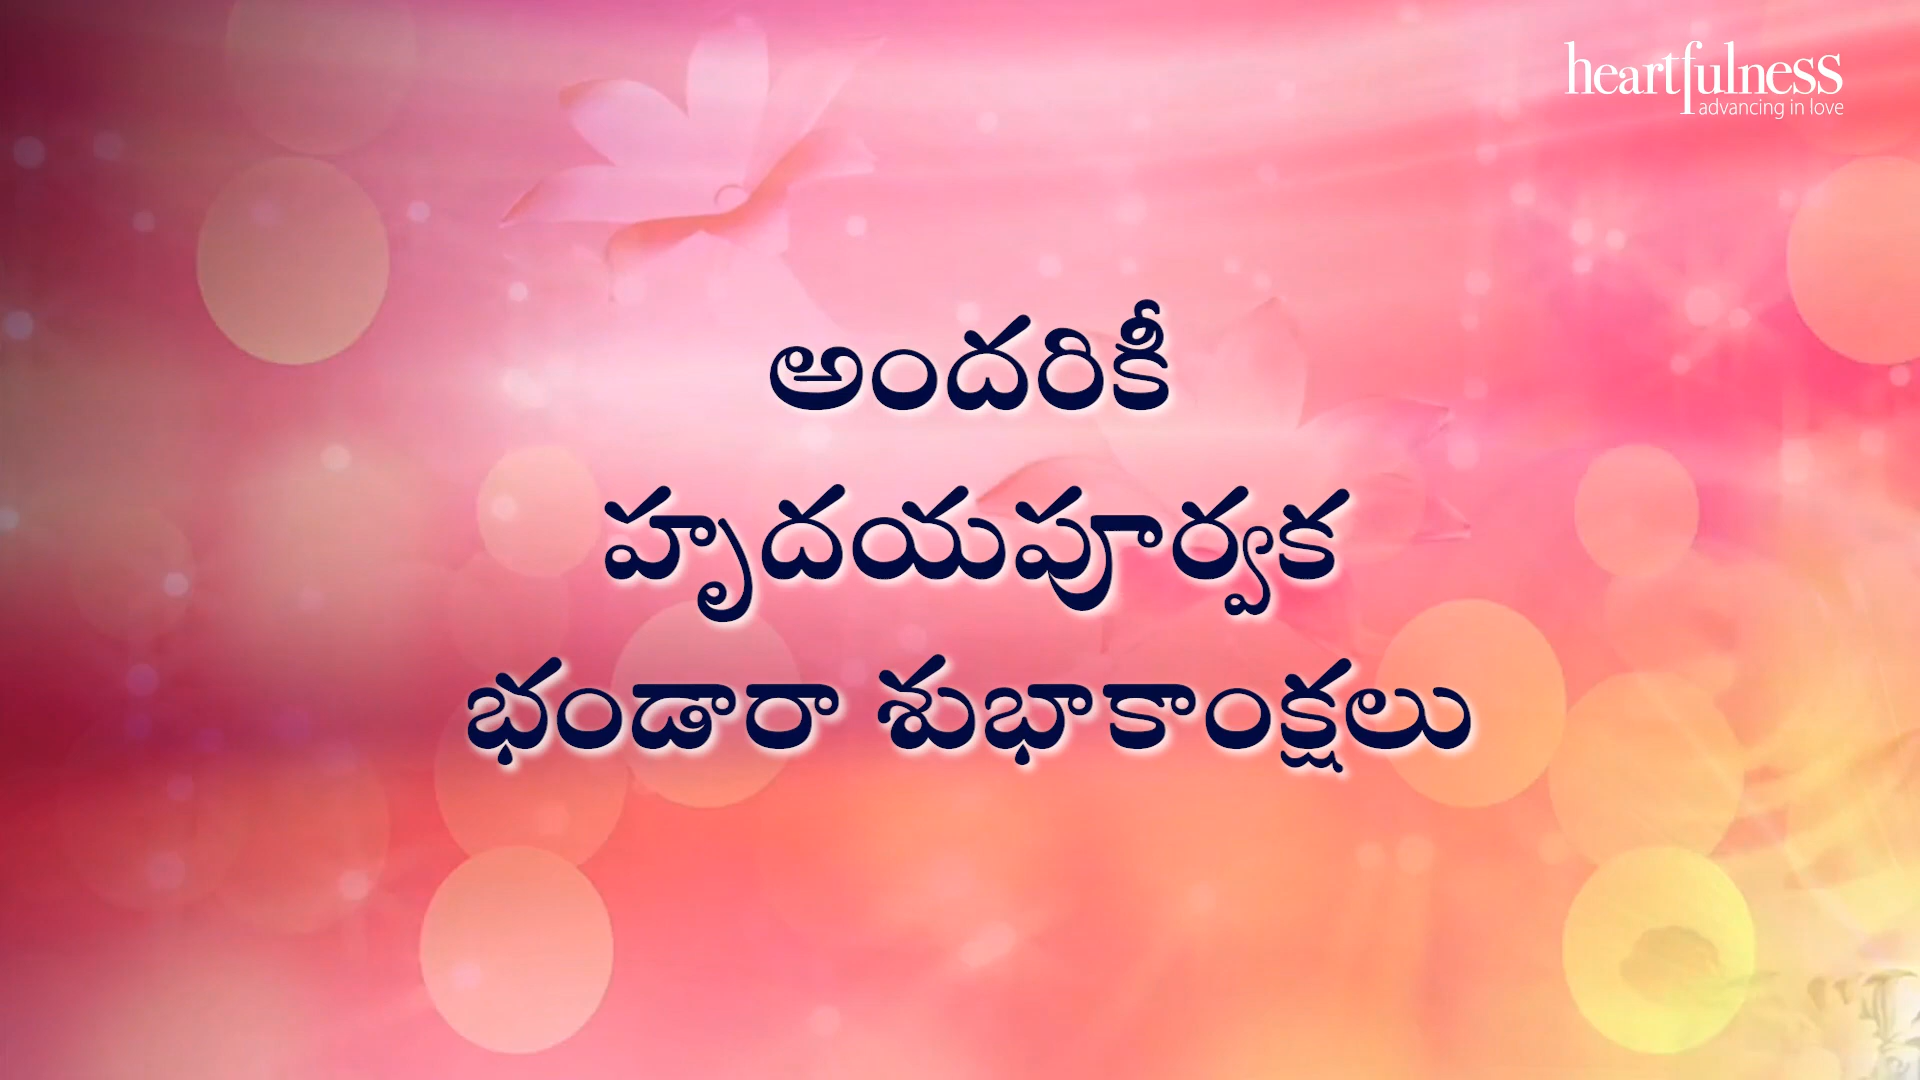 heartfulness
advancing in love
అందరికీ
హృదయపూర్వక
భండారా శుభాకాంక్షలు